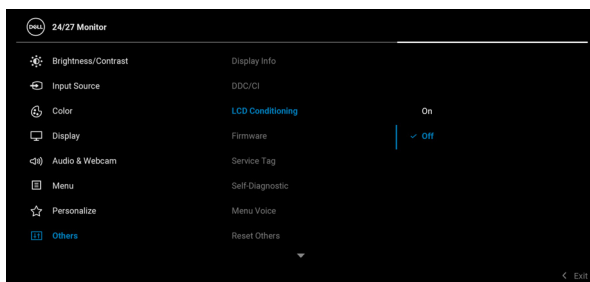 DELL 24/27 Monitor
Brightness/Contrast Display Info
Input Source DDC/CI
Color LCD Conditioning On
Display Firmware Off
Audio & Webcam Service Tag
Menu Self-Diagnostic
Personalize Menu Voice
Others Reset Others
Exit